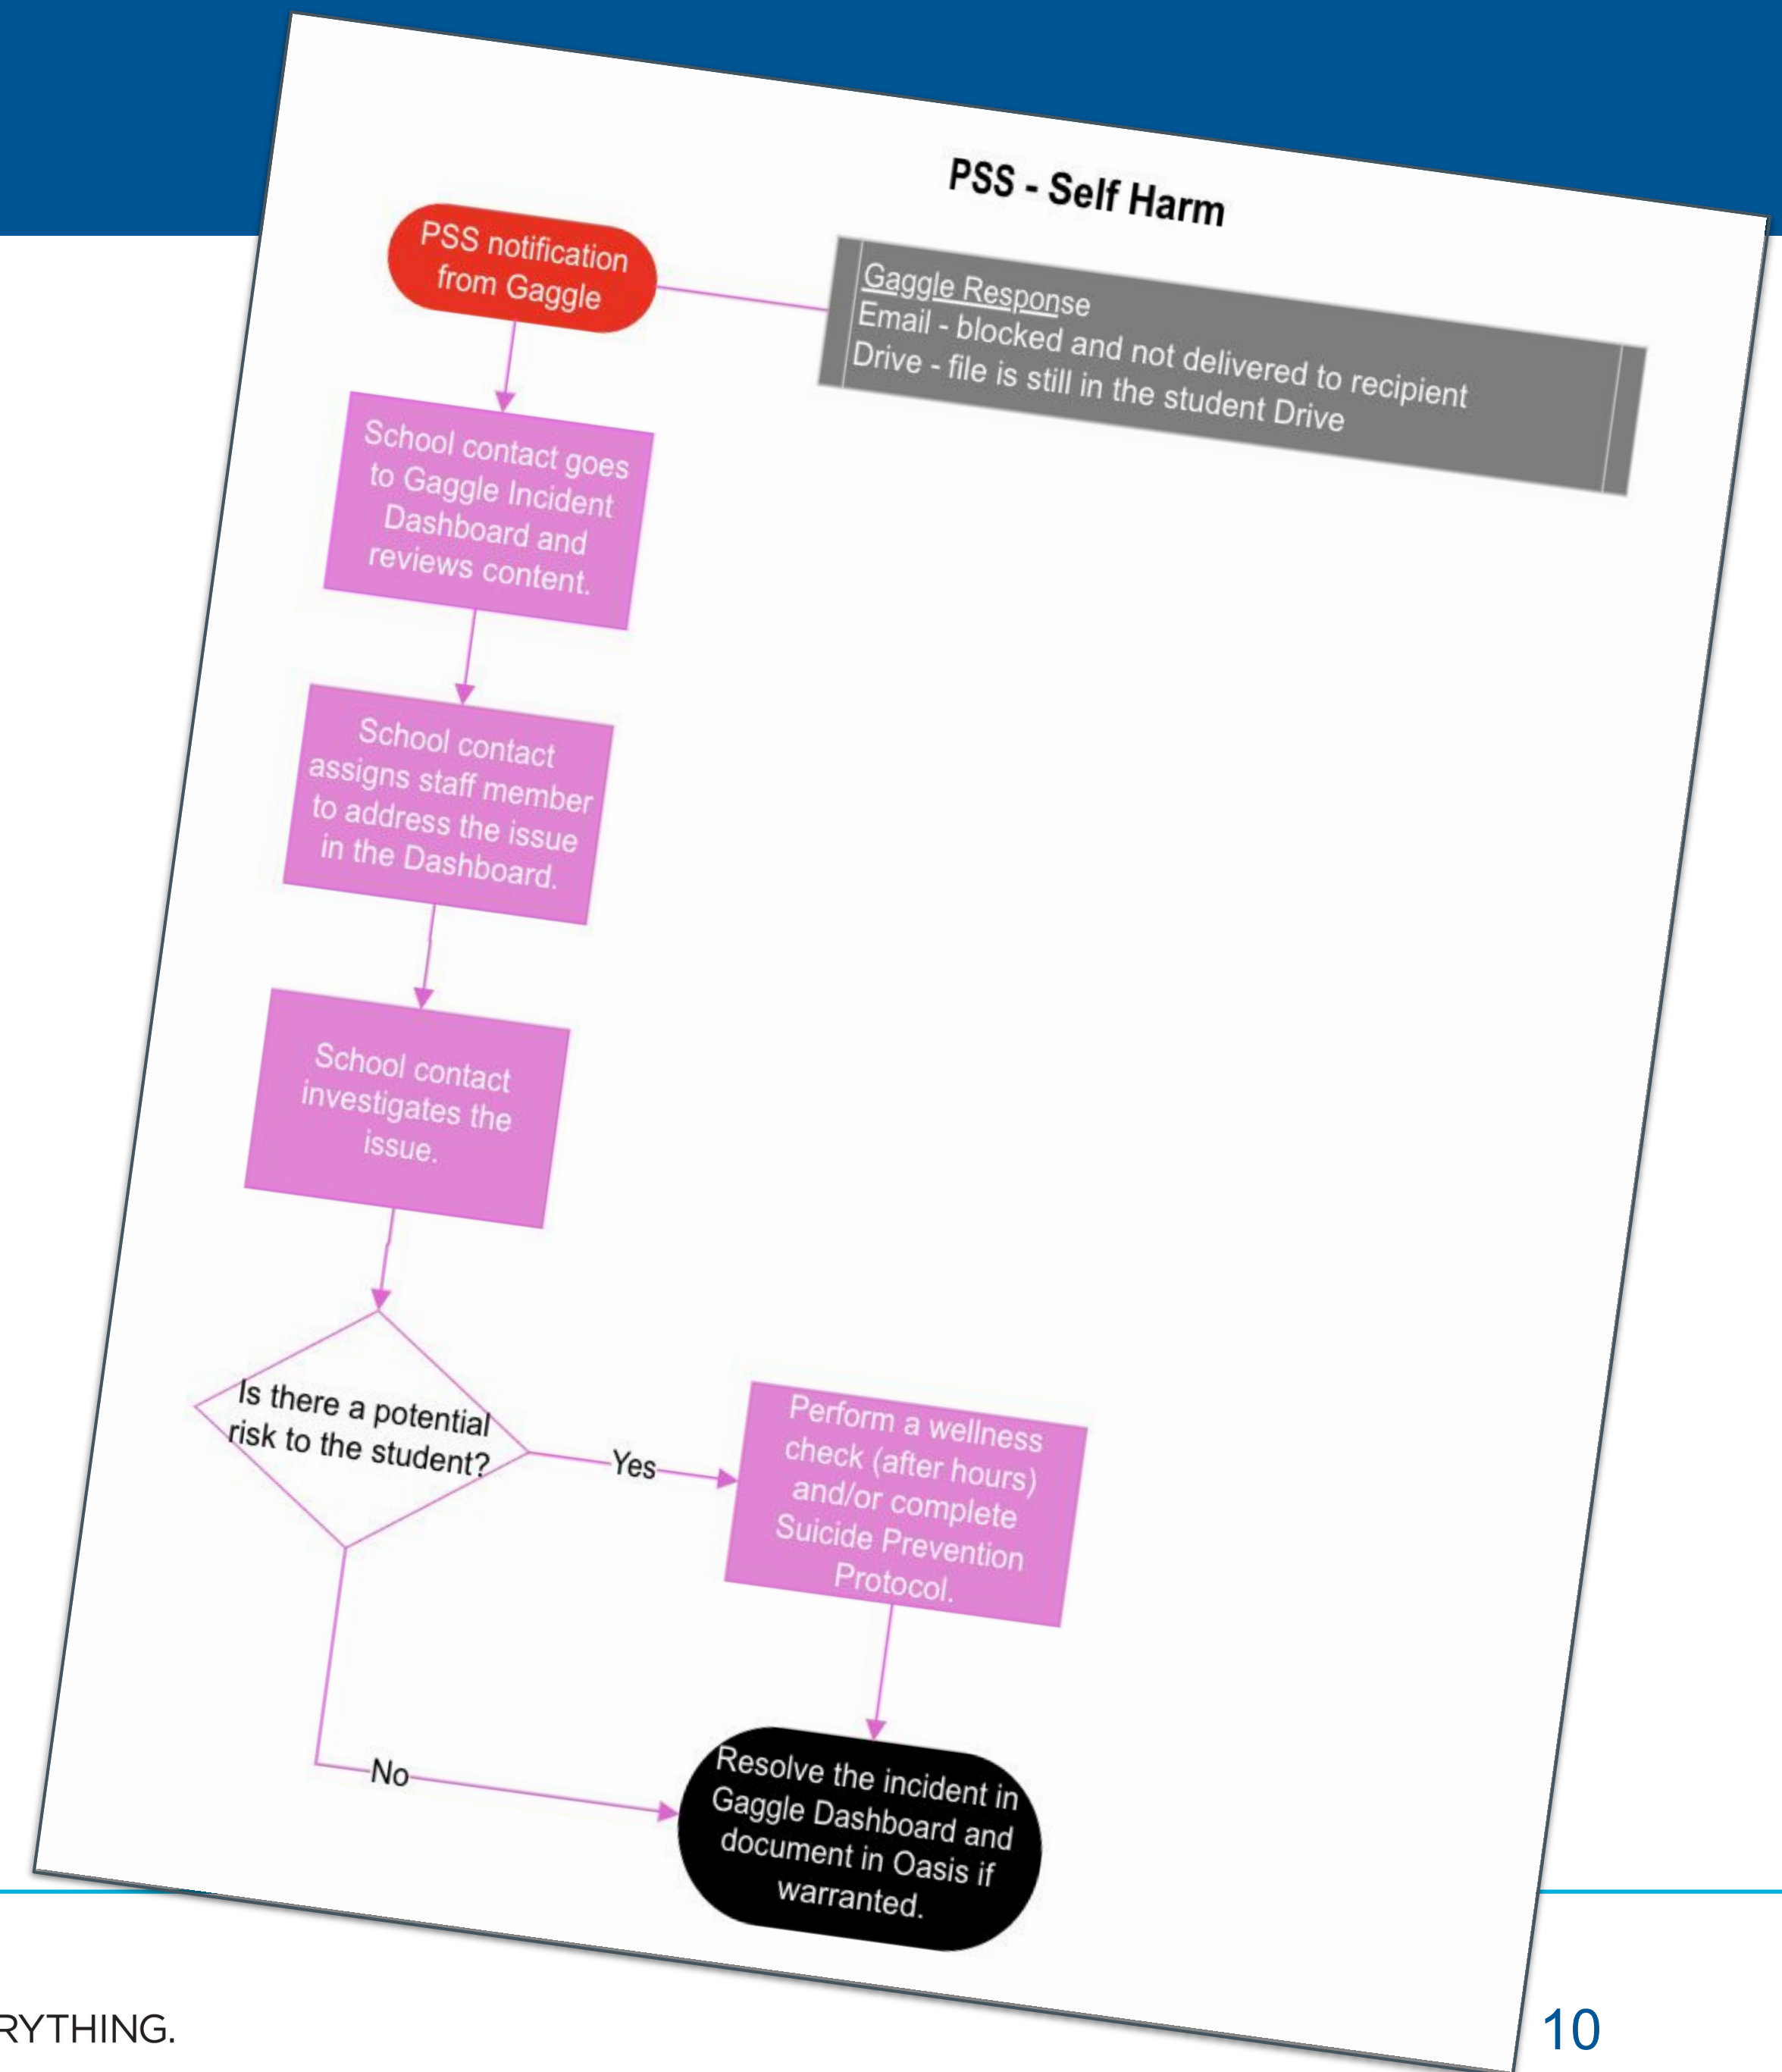 PSS - Self Harm
PSS notification
from Gaggle
Gaggle Response
Email - blocked and not delivered to recipient
Drive - file is still in the student Drive
School contact goes
to Gaggle Incident
Dashboard and
reviews content.
School contact
assigns staff member
to address the issue
in the Dashboard.
School contact
investigates the
issue.
Is there a potential
risk to the student?
Yes
Perform a wellness
check (after hours)
and/or complete
Suicide Prevention
Protocol.
No
Resolve the incident in
Gaggle Dashboard and
document in Oasis if
warranted.
RYTHING.
10